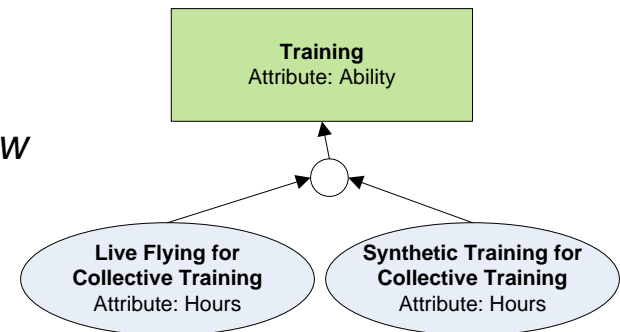 Training
Attribute: Ability
w
Live Flying for
Collective Training
Attribute: Hours
Synthetic Training for
Collective Training
Attribute: Hours